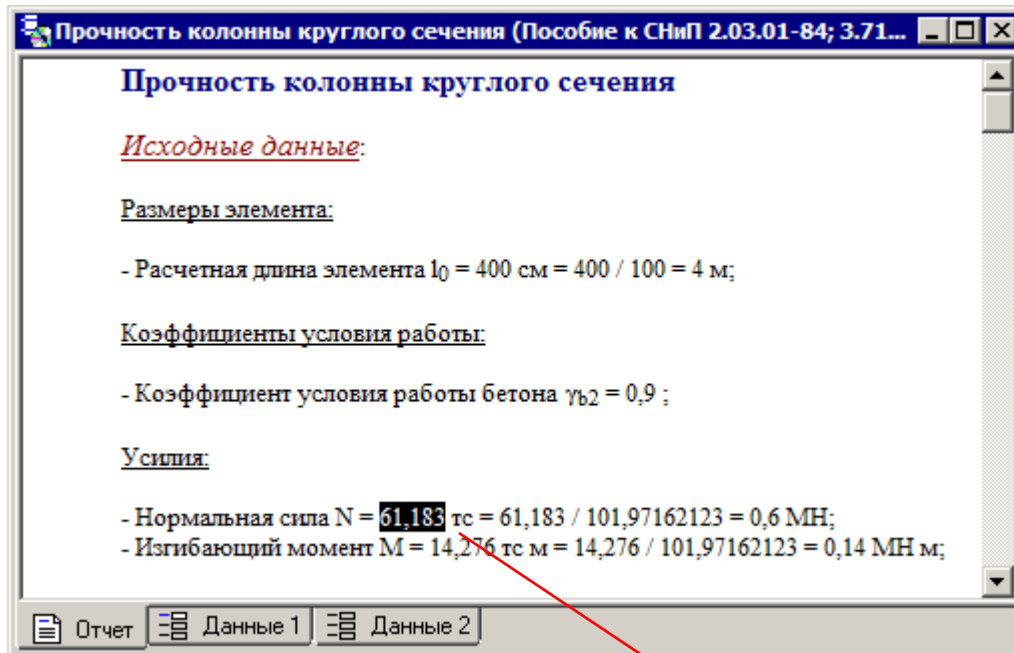 Прочность колонны круглого сечения (Пособие к СНиП 2.03.01-84; 3.71...
Прочность колонны круглого сечения
Исходные данные:
Размеры элемента:
- Расчетная длина элемента l0 = 400 см = 400 / 100 = 4 м;
Коэффициенты условия работы:
- Коэффициент условия работы бетона γb2 = 0,9 ;
Усилия:
- Нормальная сила N = 61,183 тс = 61,183 / 101,97162123 = 0,6 МН;
- Изгибающий момент M = 14,276 тс м = 14,276 / 101,97162123 = 0,14 МН м;
Отчет Данные 1 Данные 2